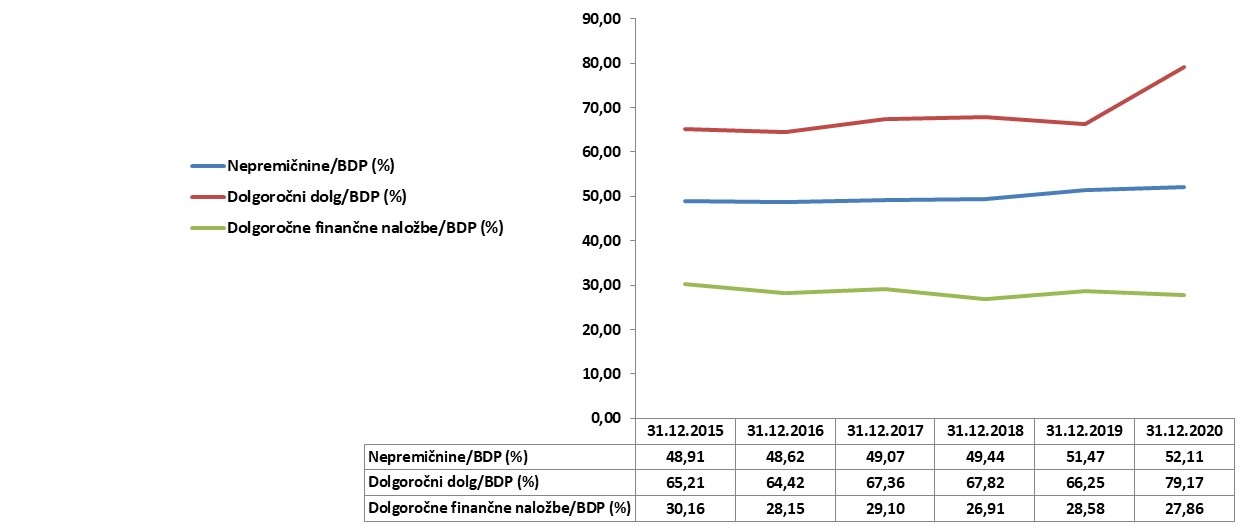 90,00
80,00
70,00
60,00
50,00
40,00
30,00
20,00
10,00
0,00
Nepremičnine/BDP (%)
Dolgoročni dolg/BDP (%)
Dolgoročne finančne naložbe/BDP (%)
31.12.2015 31.12.2016 31.12.2017 31.12.2018 31.12.2019 31.12.2020
Nepremičnine/BDP (%) 48,91 48,62 49,07 49,44 51,47 52,11
Dolgoročni dolg/BDP (%) 65,21 64,42 67,36 67,82 66,25 79,17
Dolgoročne finančne naložbe/BDP (%) 30,16 28,15 29,10 26,91 28,58 27,86